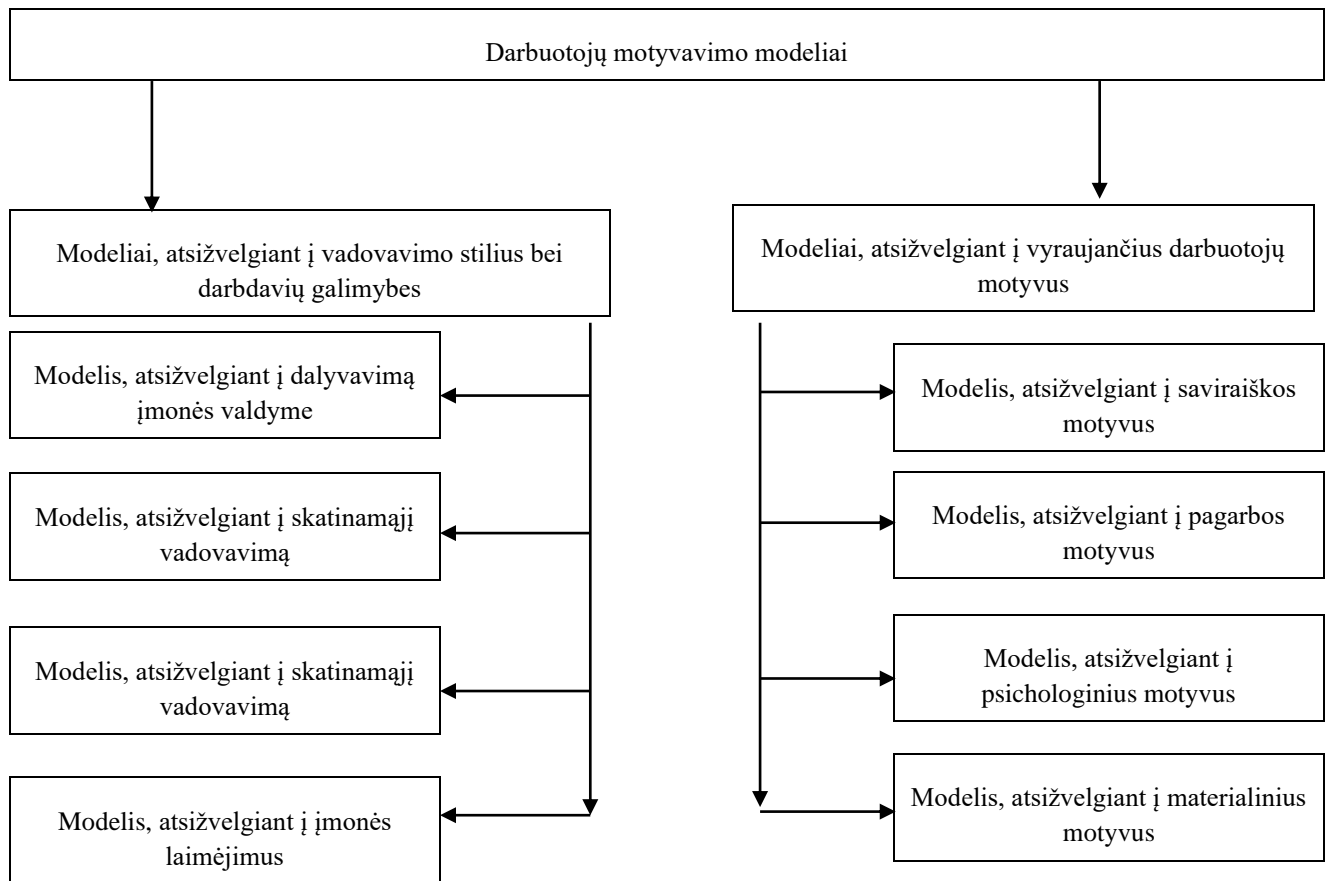 Darbuotojų motyvavimo modeliai
Modeliai, atsižvelgiant į vadovavimo stilius bei
darbdavių galimybes
Modelis, atsižvelgiant į dalyvavimą
įmonės valdyme
Modelis, atsižvelgiant į skatinamąjį
vadovavimą
Modelis, atsižvelgiant į skatinamąjį
vadovavimą
Modelis, atsižvelgiant į įmonės
laimėjimus
Modeliai, atsižvelgiant į vyraujančius darbuotojų
motyvus
Modelis, atsižvelgiant į saviraiškos
motyvus
Modelis, atsižvelgiant į pagarbos
motyvus
Modelis, atsižvelgiant į
psichologinius motyvus
Modelis, atsižvelgiant į materialinius
motyvus